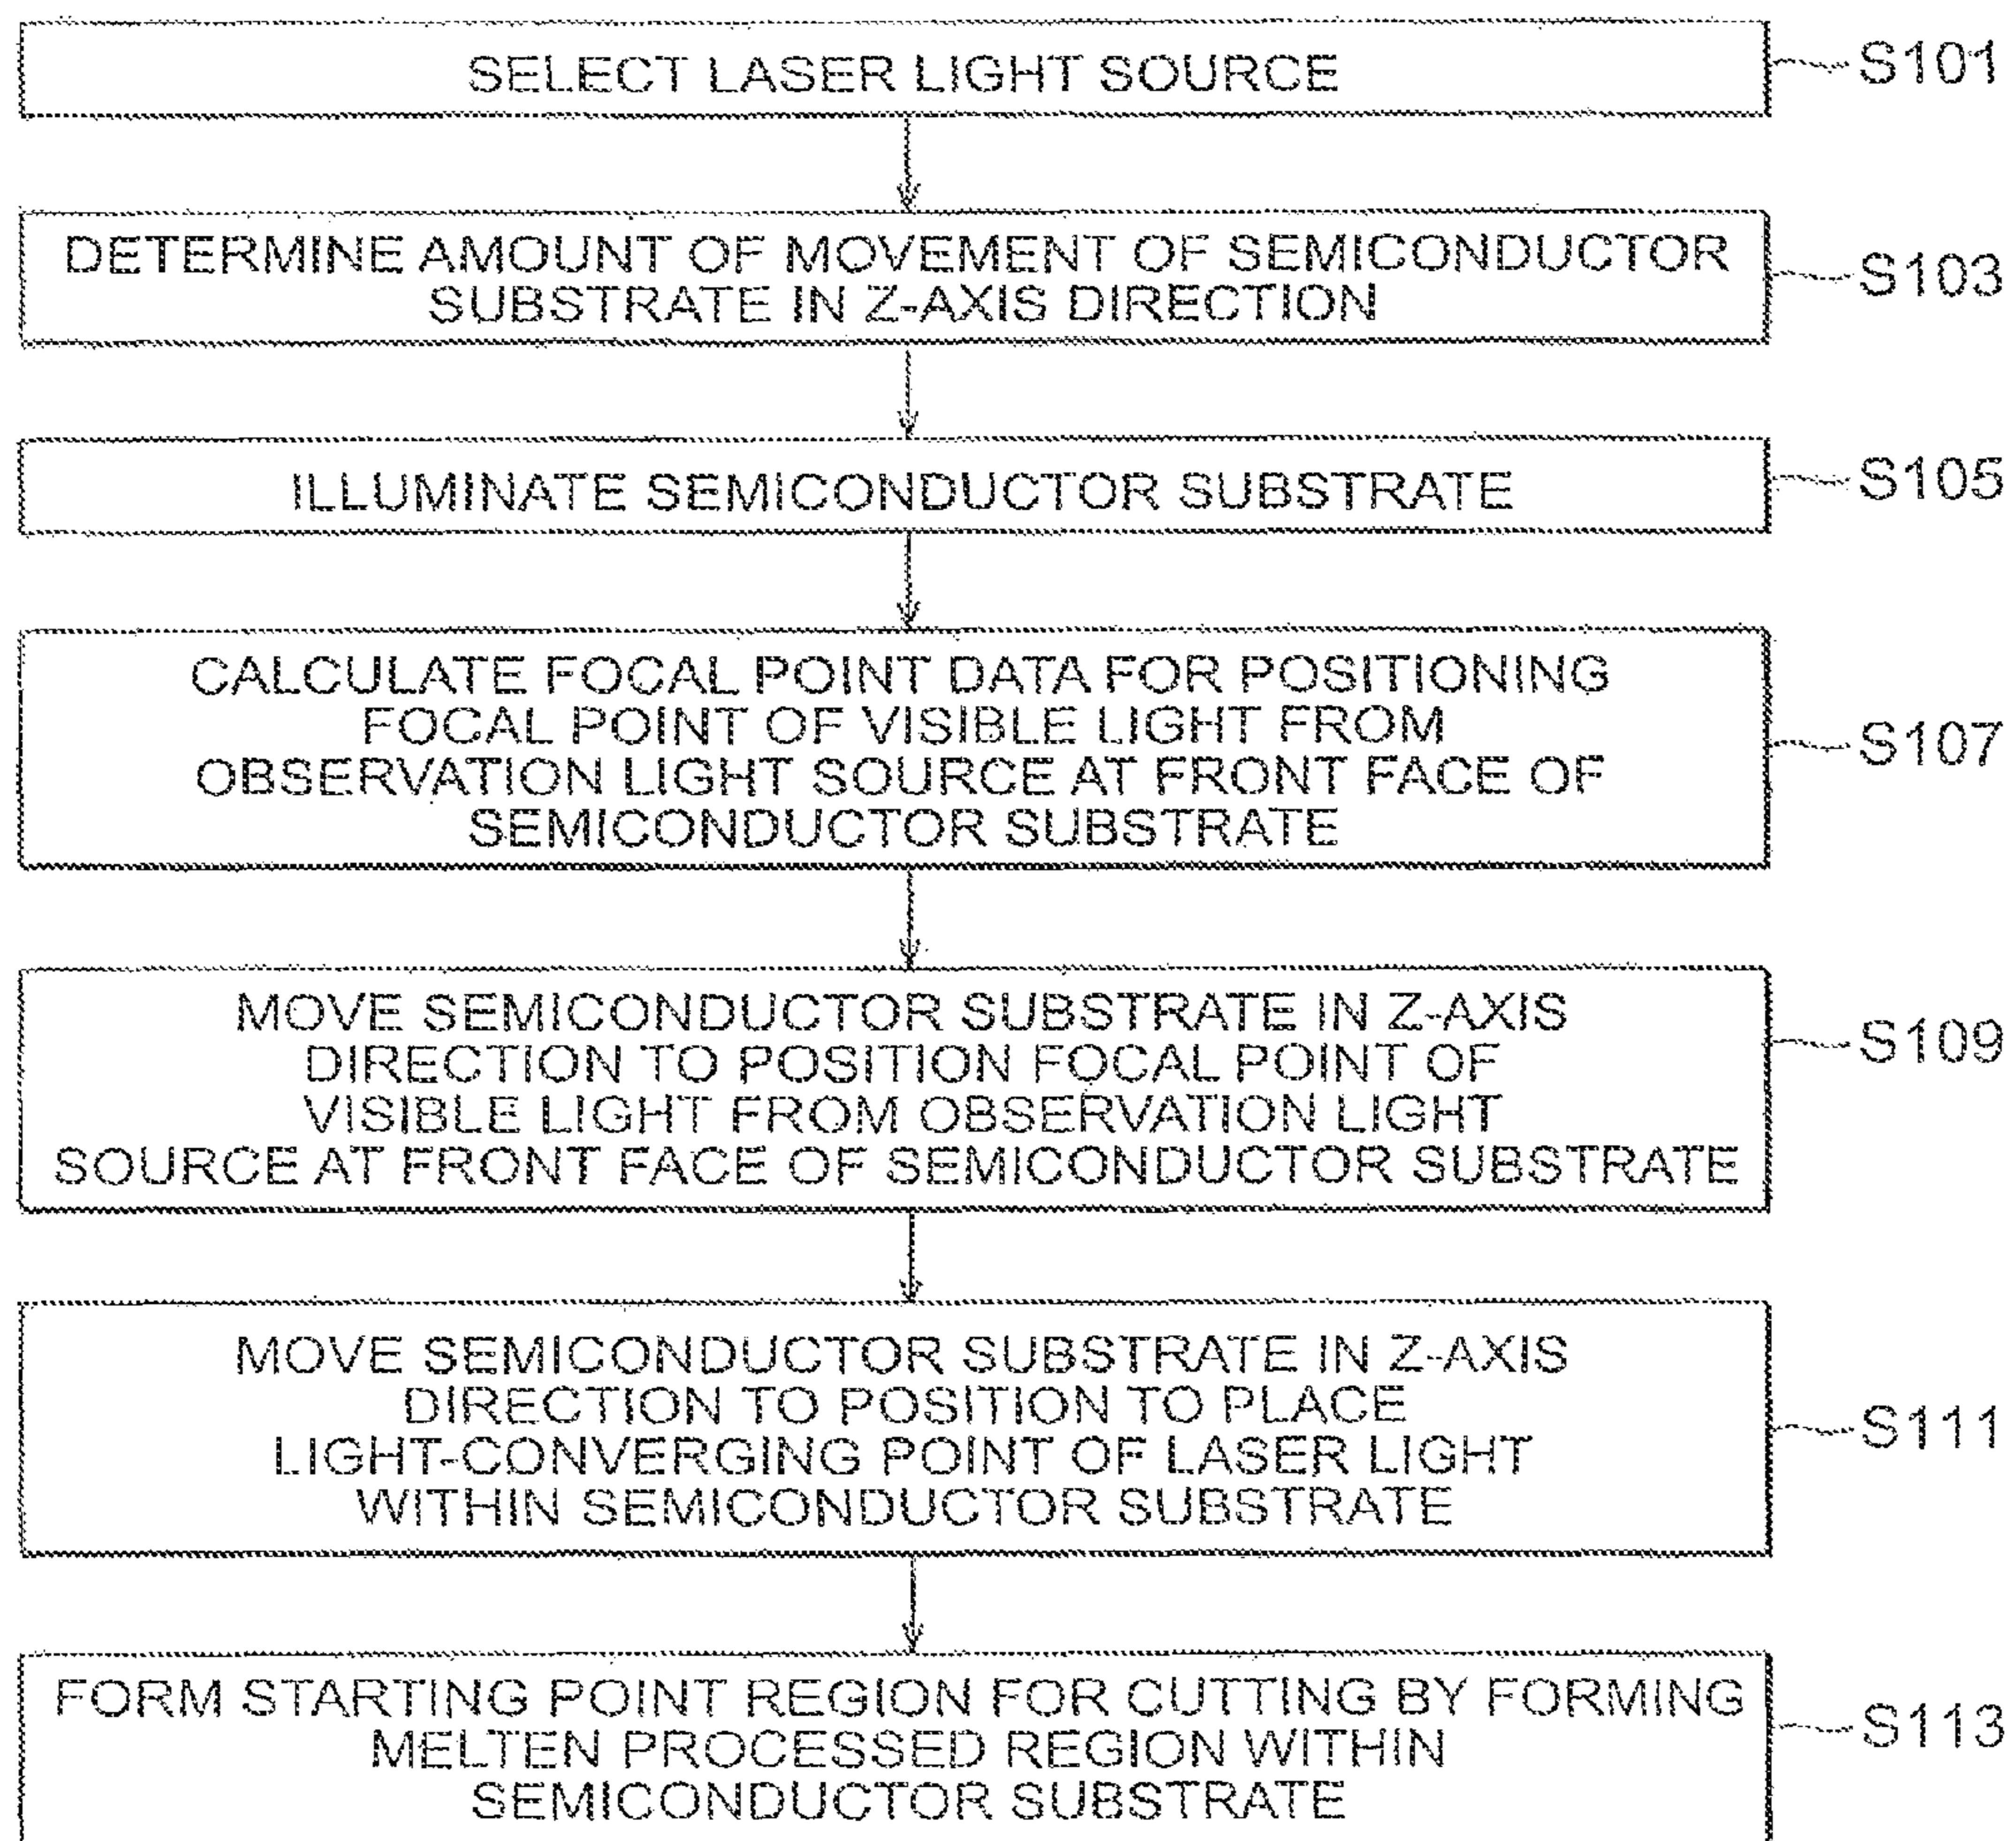 SELECT LASER LIGHT SOURCE
S101
DETERMINE AMOUNT OF MOVEMENT OF SEMICONDUCTOR
SUBSTRATE IN Z-AXIS DIRECTION
S103
ILLUMINATE SEMICONDUCTOR SUBSTRATE
S105
CALCULATE FOCAL POINT DATA FOR POSITIONING
FOCAL POINT OF VISIBLE LIGHT FROM
OBSERVATION LIGHT SOURCE AT FRONT FACE OF
SEMICONDUCTOR SUBSTRATE
S107
MOVE SEMICONDUCTOR SUBSTRATE IN Z-AXIS
DIRECTION TO POSITION FOCAL POINT OF
VISIBLE LIGHT FROM OBSERVATION LIGHT
SOURCE AT FRONT FACE OF SEMICONDUCTOR SUBSTRATE
S109
MOVE SEMICONDUCTOR SUBSTRATE IN Z-AXIS
DIRECTION TO POSITION TO PLACE
LIGHT-CONVERGING POINT OF LASER LIGHT
WITHIN SEMICONDUCTOR SUBSTRATE
S111
FORM STARTING POINT REGION FOR CUTTING BY FORMING
MELTEN PROCESSED REGION WITHIN
SEMICONDUCTOR SUBSTRATE
S113